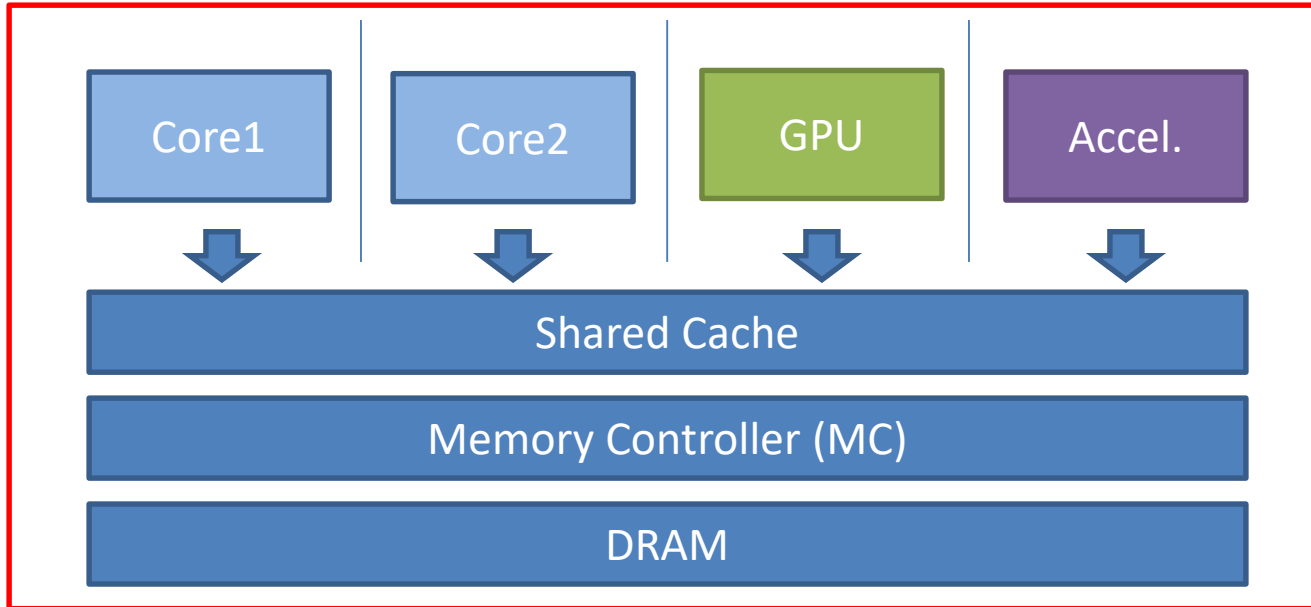 Core1
Core2
GPU
Accel.
Shared Cache
Memory Controller (MC)
DRAM